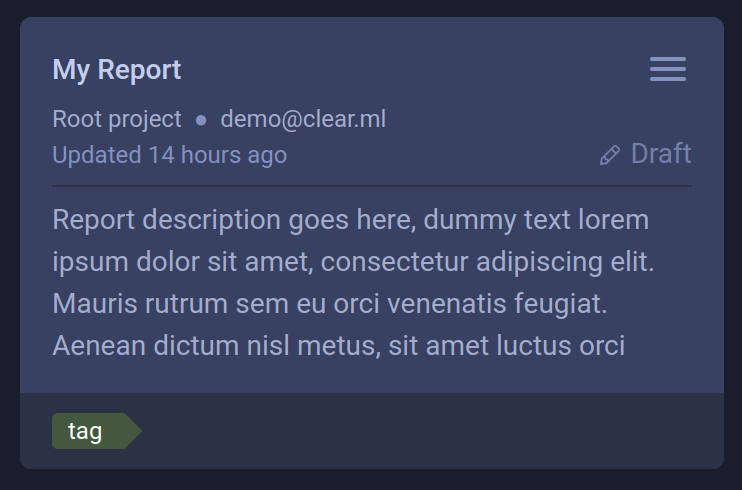 My Report
Root project ● demo@clear.ml
Updated 14 hours ago
Draft
Report description goes here, dummy text lorem
ipsum dolor sit amet, consectetur adipiscing elit.
Mauris rutrum sem eu orci venenatis feugiat.
Aenean dictum nisl metus, sit amet luctus orci
tag